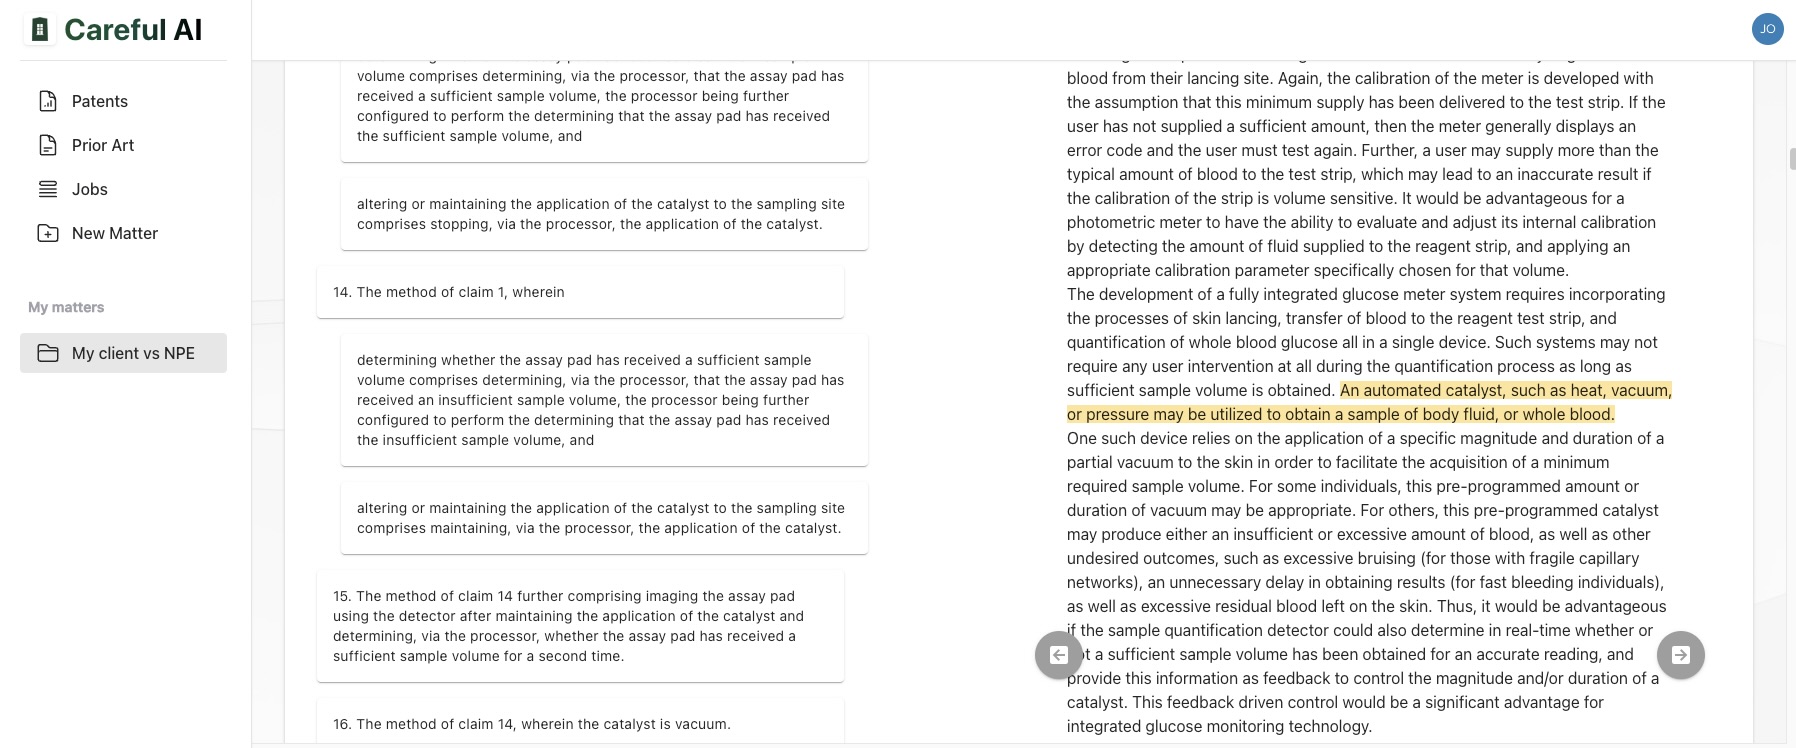 Careful AI
JO
Patents
Prior Art
Jobs
New Matter
My matters
My client vs NPE
volume comprises determining, via the processor, that the assay pad has
received a sufficient sample volume, the processor being further
configured to perform the determining that the assay pad has received
the sufficient sample volume, and
altering or maintaining the application of the catalyst to the sampling site
comprises stopping, via the processor, the application of the catalyst.
14. The method of claim 1, wherein
determining whether the assay pad has received a sufficient sample
volume comprises determining, via the processor, that the assay pad has
received an insufficient sample volume, the processor being further
configured to perform the determining that the assay pad has received
the insufficient sample volume, and
altering or maintaining the application of the catalyst to the sampling site
comprises maintaining, via the processor, the application of the catalyst.
15. The method of claim 14 further comprising imaging the assay pad
using the detector after maintaining the application of the catalyst and
determining, via the processor, whether the assay pad has received a
sufficient sample volume for a second time.
16. The method of claim 14, wherein the catalyst is vacuum.
blood from their lancing site. Again, the calibration of the meter is developed with
the assumption that this minimum supply has been delivered to the test strip. If the
user has not supplied a sufficient amount, then the meter generally displays an
error code and the user must test again. Further, a user may supply more than the
typical amount of blood to the test strip, which may lead to an inaccurate result if
the calibration of the strip is volume sensitive. It would be advantageous for a
photometric meter to have the ability to evaluate and adjust its internal calibration
by detecting the amount of fluid supplied to the reagent strip, and applying an
appropriate calibration parameter specifically chosen for that volume.
The development of a fully integrated glucose meter system requires incorporating
the processes of skin lancing, transfer of blood to the reagent test strip, and
quantification of whole blood glucose all in a single device. Such systems may not
require any user intervention at all during the quantification process as long as
sufficient sample volume is obtained. An automated catalyst, such as heat, vacuum,
or pressure may be utilized to obtain a sample of body fluid, or whole blood.
One such device relies on the application of a specific magnitude and duration of a
partial vacuum to the skin in order to facilitate the acquisition of a minimum
required sample volume. For some individuals, this pre-programmed amount or
duration of vacuum may be appropriate. For others, this pre-programmed catalyst
may produce either an insufficient or excessive amount of blood, as well as other
undesired outcomes, such as excessive bruising (for those with fragile capillary
networks), an unnecessary delay in obtaining results (for fast bleeding individuals),
as well as excessive residual blood left on the skin. Thus, it would be advantageous
if the sample quantification detector could also determine in real-time whether or
a sufficient sample volume has been obtained for an accurate reading, and
provide this information as feedback to control the magnitude and/or duration of a
catalyst. This feedback driven control would be a significant advantage for
integrated glucose monitoring technology.